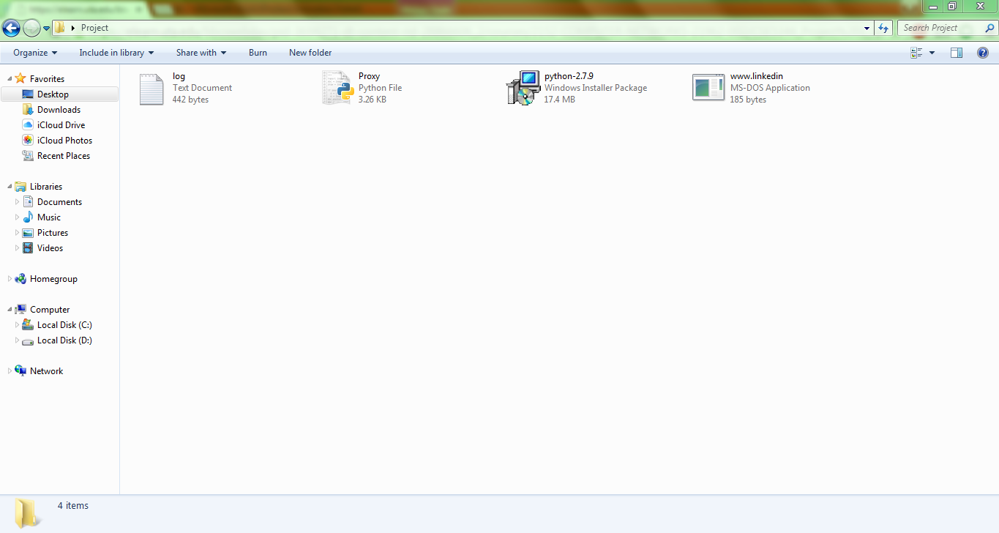 Project
Search Project
Organize
Include in library
Share with
Burn
New folder
Favorites
Desktop
Downloads
iCloud Drive
iCloud Photos
Recent Places
Libraries
Documents
Music
Pictures
Videos
Homegroup
Computer
Local Disk (C:)
Local Disk (D:)
Network
log
Text Document
442 bytes
Proxy
Python File
3.26 KB
python-2.7.9
Windows Installer Package
17.4 MB
www.linkedin
MS-DOS Application
185 bytes
4 items